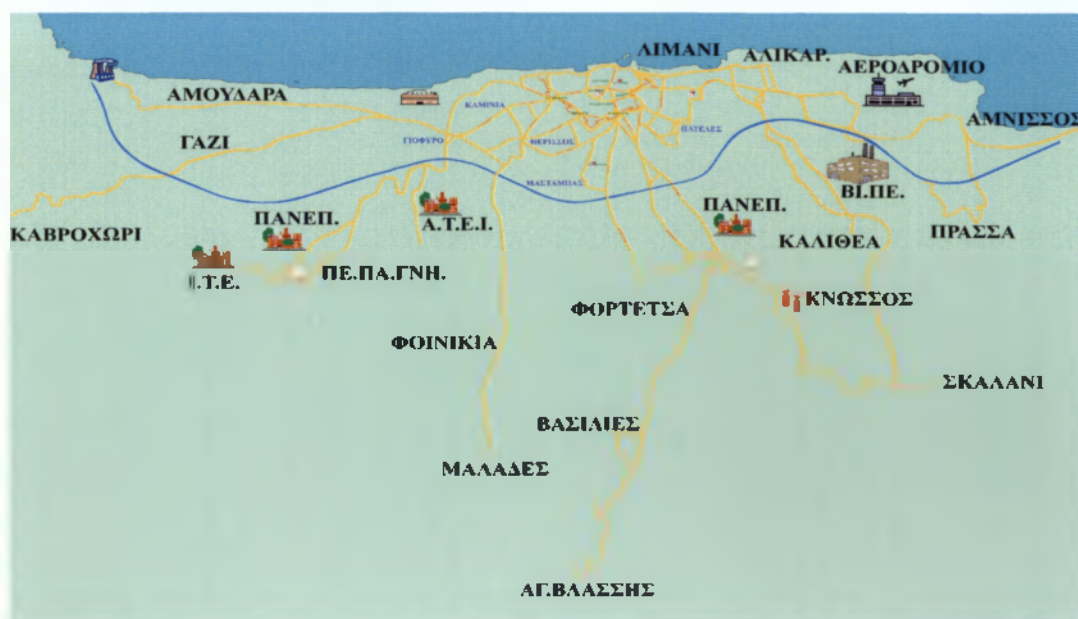 ΛΙΜΑΝΙ
ΑΛΙΚΑΡ.
ΑΕΡΟΔΡΟΜΙΟ
ΑΜΟΥΔΑΡΑ
ΚΑΜΙΝΙΑ
ΑΜΝΙΣΣΟΣ
ΓΑΖΙ
ΓΙΟΦΥΡΟ
ΘΕΡΙΣΣΟΣ
ΠΑΤΕΛΕΣ
ΜΑΣΤΑΜΠΑΣ
ΒΙ.ΠΕ.
ΚΑΒΡΟΧΩΡΙ
ΠΑΝΕΠ.
Α.Τ.Ε.Ι.
ΠΑΝΕΠ.
ΚΑΛΙΘΕΑ
ΠΡΑΣΣΑ
Ι.Τ.Ε.
ΠΕ.ΠΑ.ΓΝΗ.
ΦΟΡΤΕΤΣΑ
ΚΝΩΣΣΟΣ
ΦΟΙΝΙΚΙΑ
ΣΚΑΛΑΝΙ
ΒΑΣΙΛΙΕΣ
ΜΑΛΑΔΕΣ
ΑΓ.ΒΛΑΣΣΗΣ